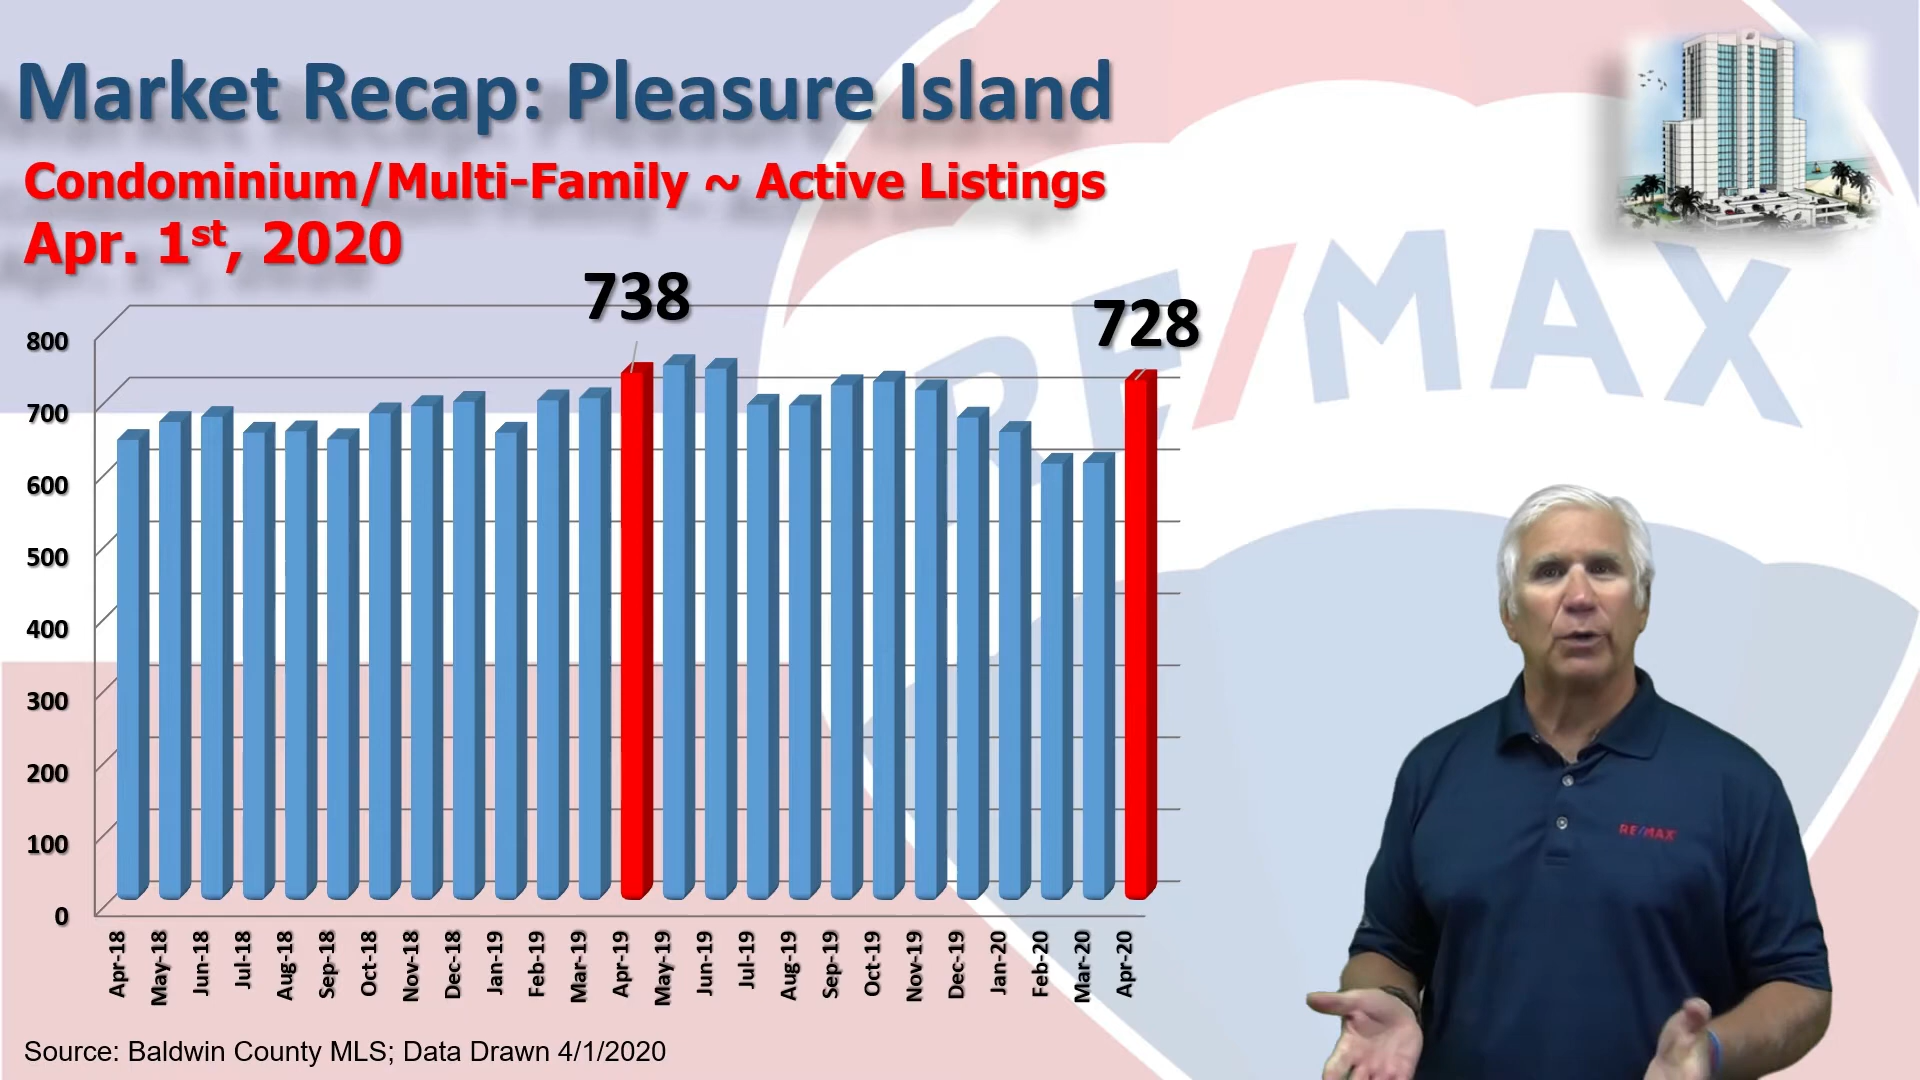 Market Recap: Pleasure Island
Condominium/Multi-Family ~ Active Listings
Apr. 1st, 2020
738
728
RE/MAX
800
700
600
500
400
300
200
100
0
Apr-18
May-18
Jun-18
Jul-18
Aug-18
Sep-18
Oct-18
Nov-18
Dec-18
Jan-19
Feb-19
Mar-19
Apr-19
May-19
Jun-19
Jul-19
Aug-19
Sep-19
Oct-19
Nov-19
Dec-19
Jan-20
Feb-20
Mar-20
Apr-20
RE/MAX
Source: Baldwin County MLS; Data Drawn 4/1/2020